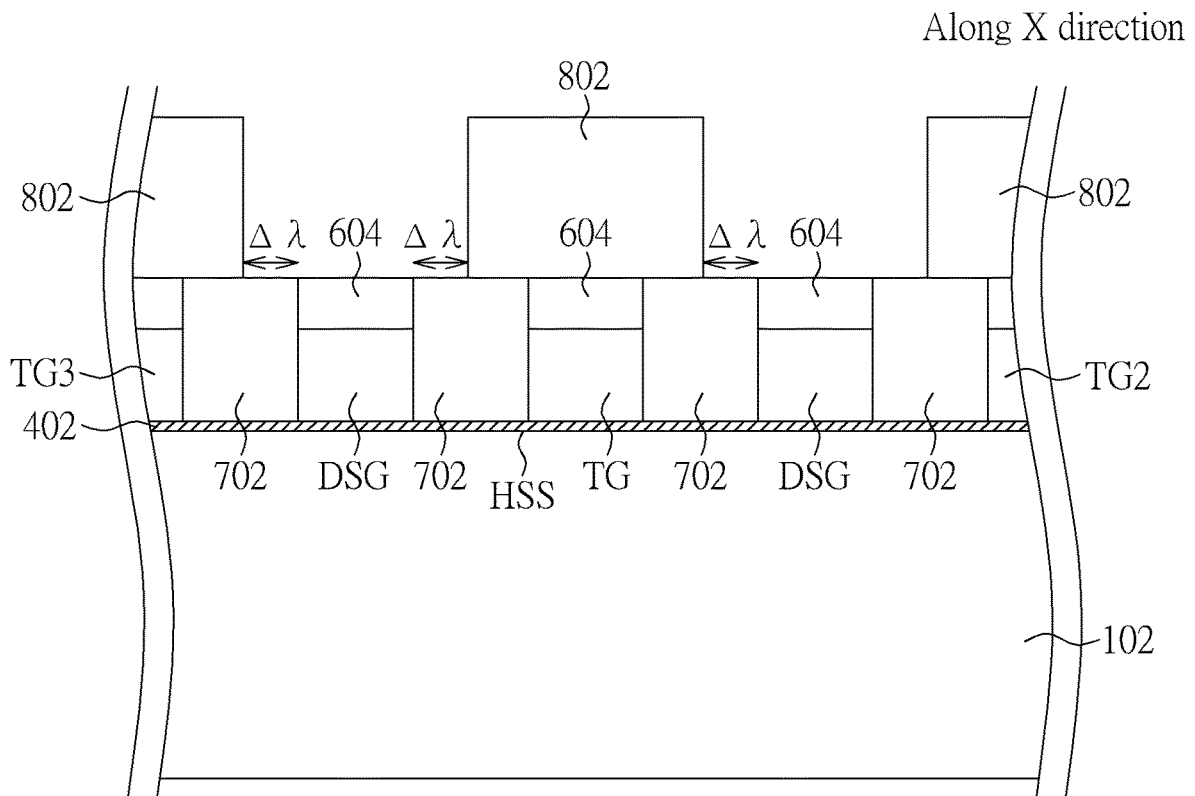 Along X direction
802
802
802
Δ λ
604
Δ λ
604
Δ λ
604
TG3
TG2
402
702
DSG
702
HSS
TG
702
DSG
702
102